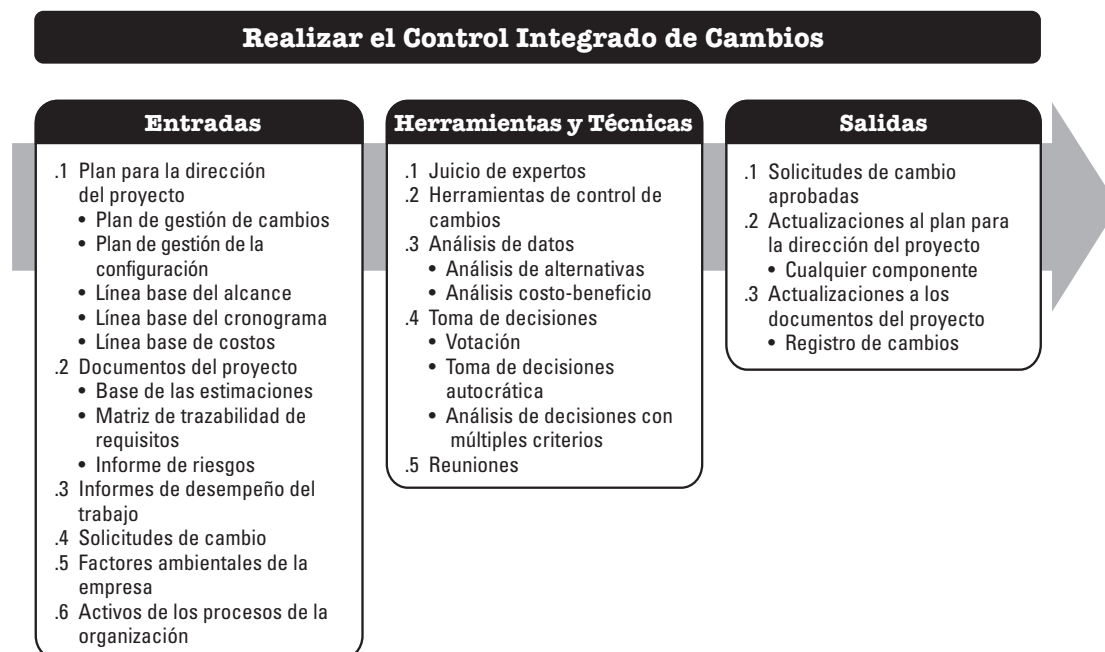 Realizar el Control Integrado de Cambios
Entradas
.1 Plan para la dirección
del proyecto
• Plan de gestión de cambios
• Plan de gestión de la
configuración
• Línea base del alcance
• Línea base del cronograma
• Línea base de costos
.2 Documentos del proyecto
• Base de las estimaciones
• Matriz de trazabilidad de
requisitos
• Informe de riesgos
.3 Informes de desempeño del
trabajo
.4 Solicitudes de cambio
.5 Factores ambientales de la
empresa
.6 Activos de los procesos de la
organización
Herramientas y Técnicas
.1 Juicio de expertos
.2 Herramientas de control de
cambios
.3 Análisis de datos
• Análisis de alternativas
• Análisis costo-beneficio
.4 Toma de decisiones
• Votación
• Toma de decisiones
autocrática
• Análisis de decisiones con
múltiples criterios
.5 Reuniones
Salidas
.1 Solicitudes de cambio
aprobadas
.2 Actualizaciones al plan para
la dirección del proyecto
• Cualquier componente
.3 Actualizaciones a los
documentos del proyecto
• Registro de cambios